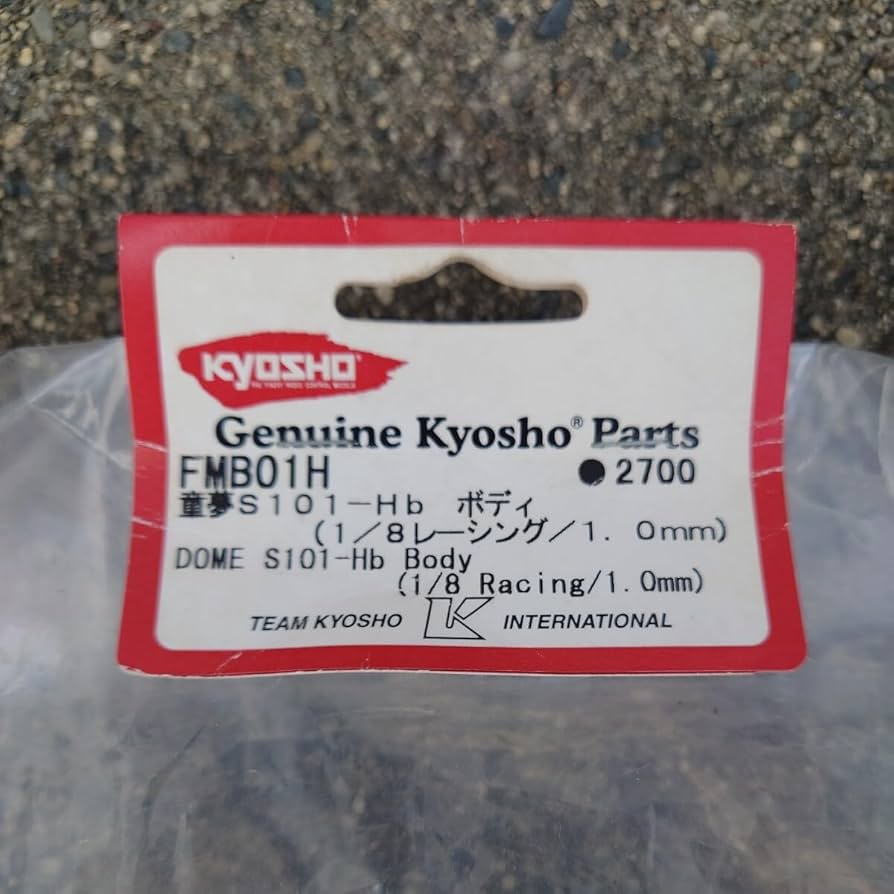 KYOSHO
Genuine Kyosho® Parts
FMB01H ●2700
童夢S101-Hb ボディ
(1/8レーシング/1.0mm)
DOME S101-Hb Body
(1/8 Racing/1.0mm)
TEAM KYOSHO K INTERNATIONAL